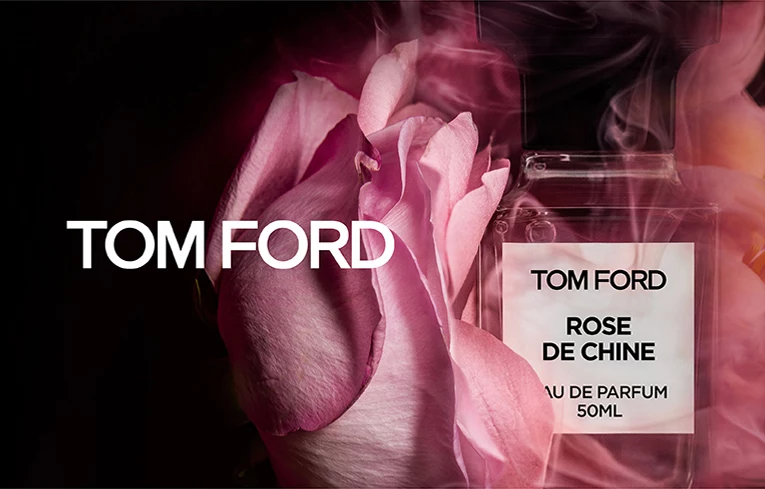 TOM FORD
TOM FORD
ROSE
DE CHINE
AU DE PARFUM
50ML